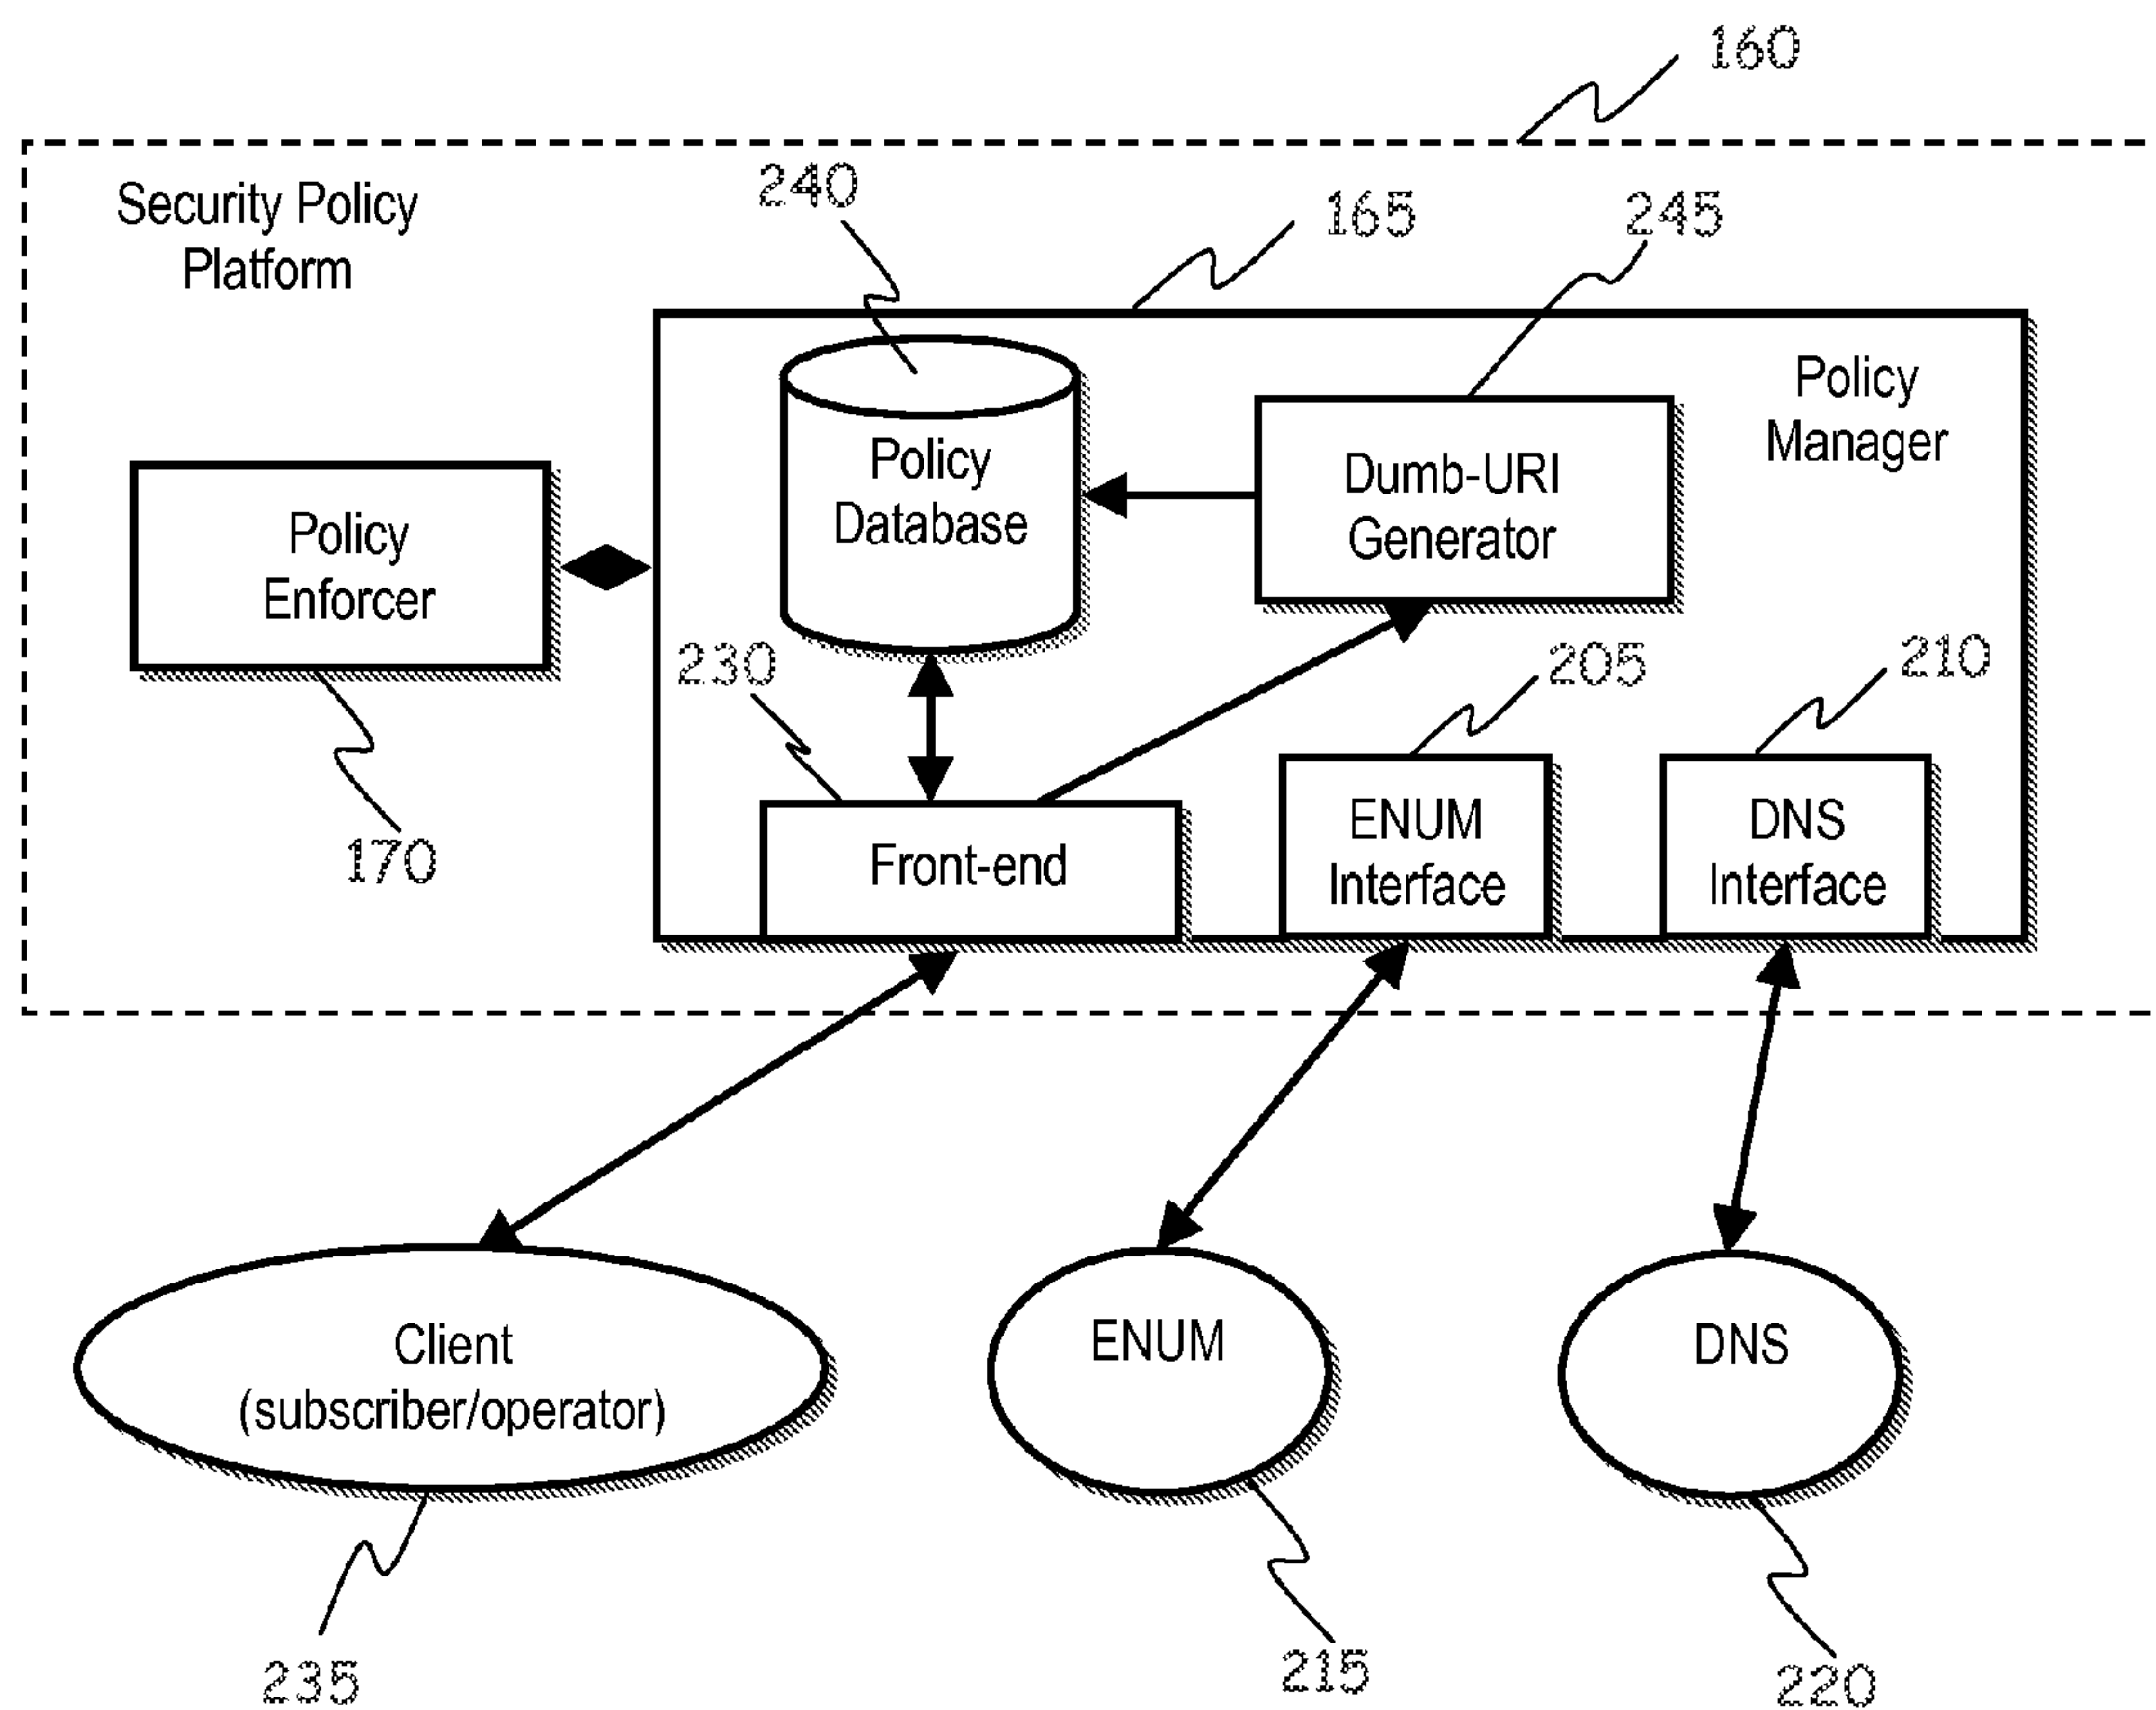 160
Security Policy
Platform
240
165
245
Policy
Manager
Policy
Database
Dumb-URI
Generator
Policy
Enforcer
230
205
210
170
Front-end
ENUM
Interface
DNS
Interface
Client
(subscriber/operator)
ENUM
DNS
235
215
220